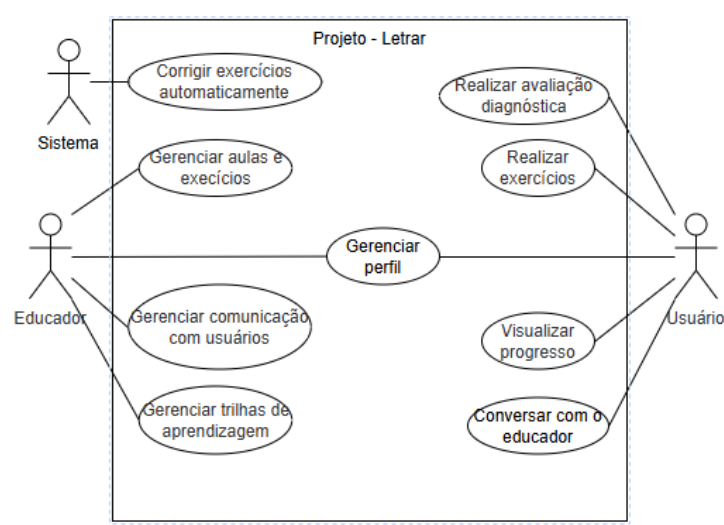 Projeto - Letrar
Corrigir exercícios
automaticamente
Realizar avaliação
diagnóstica
Sistema
Gerenciar aulas e
execícios
Realizar
exercícios
Gerenciar
perfil
Educador
Usuário
Gerenciar comunicação
com usuários
Visualizar
progresso
Gerenciar trilhas de
aprendizagem
Conversar com o
educador